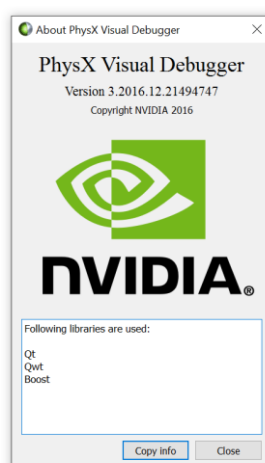 About PhysX Visual Debugger
PhysX Visual Debugger
Version 3.2016.12.21494747
Copyright NVIDIA 2016
NVIDIA®
Following libraries are used:
Qt
Qwt
Boost
Copy info
Close